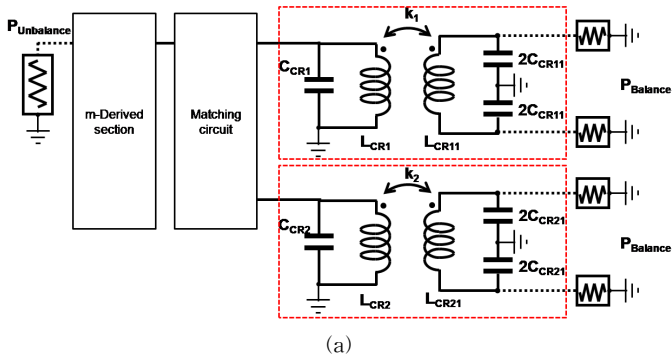 P_Unbalance
m-Derived
section
Matching
circuit
k₁
C_CR1
L_CR1
L_CR11
2C_CR11
2C_CR11
P_Balance
k₂
C_CR2
L_CR2
L_CR21
2C_CR21
2C_CR21
P_Balance
(a)